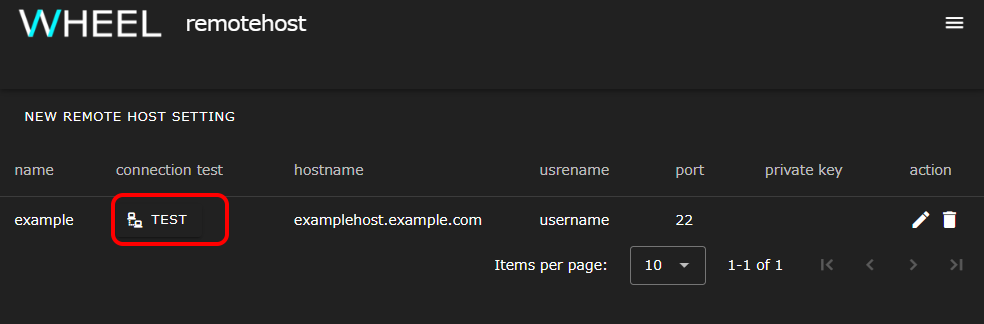 WHEEL remotehost
NEW REMOTE HOST SETTING
name connection test hostname usrename port private key action
example TEST examplehost.example.com username 22
Items per page: 10 1-1 of 1